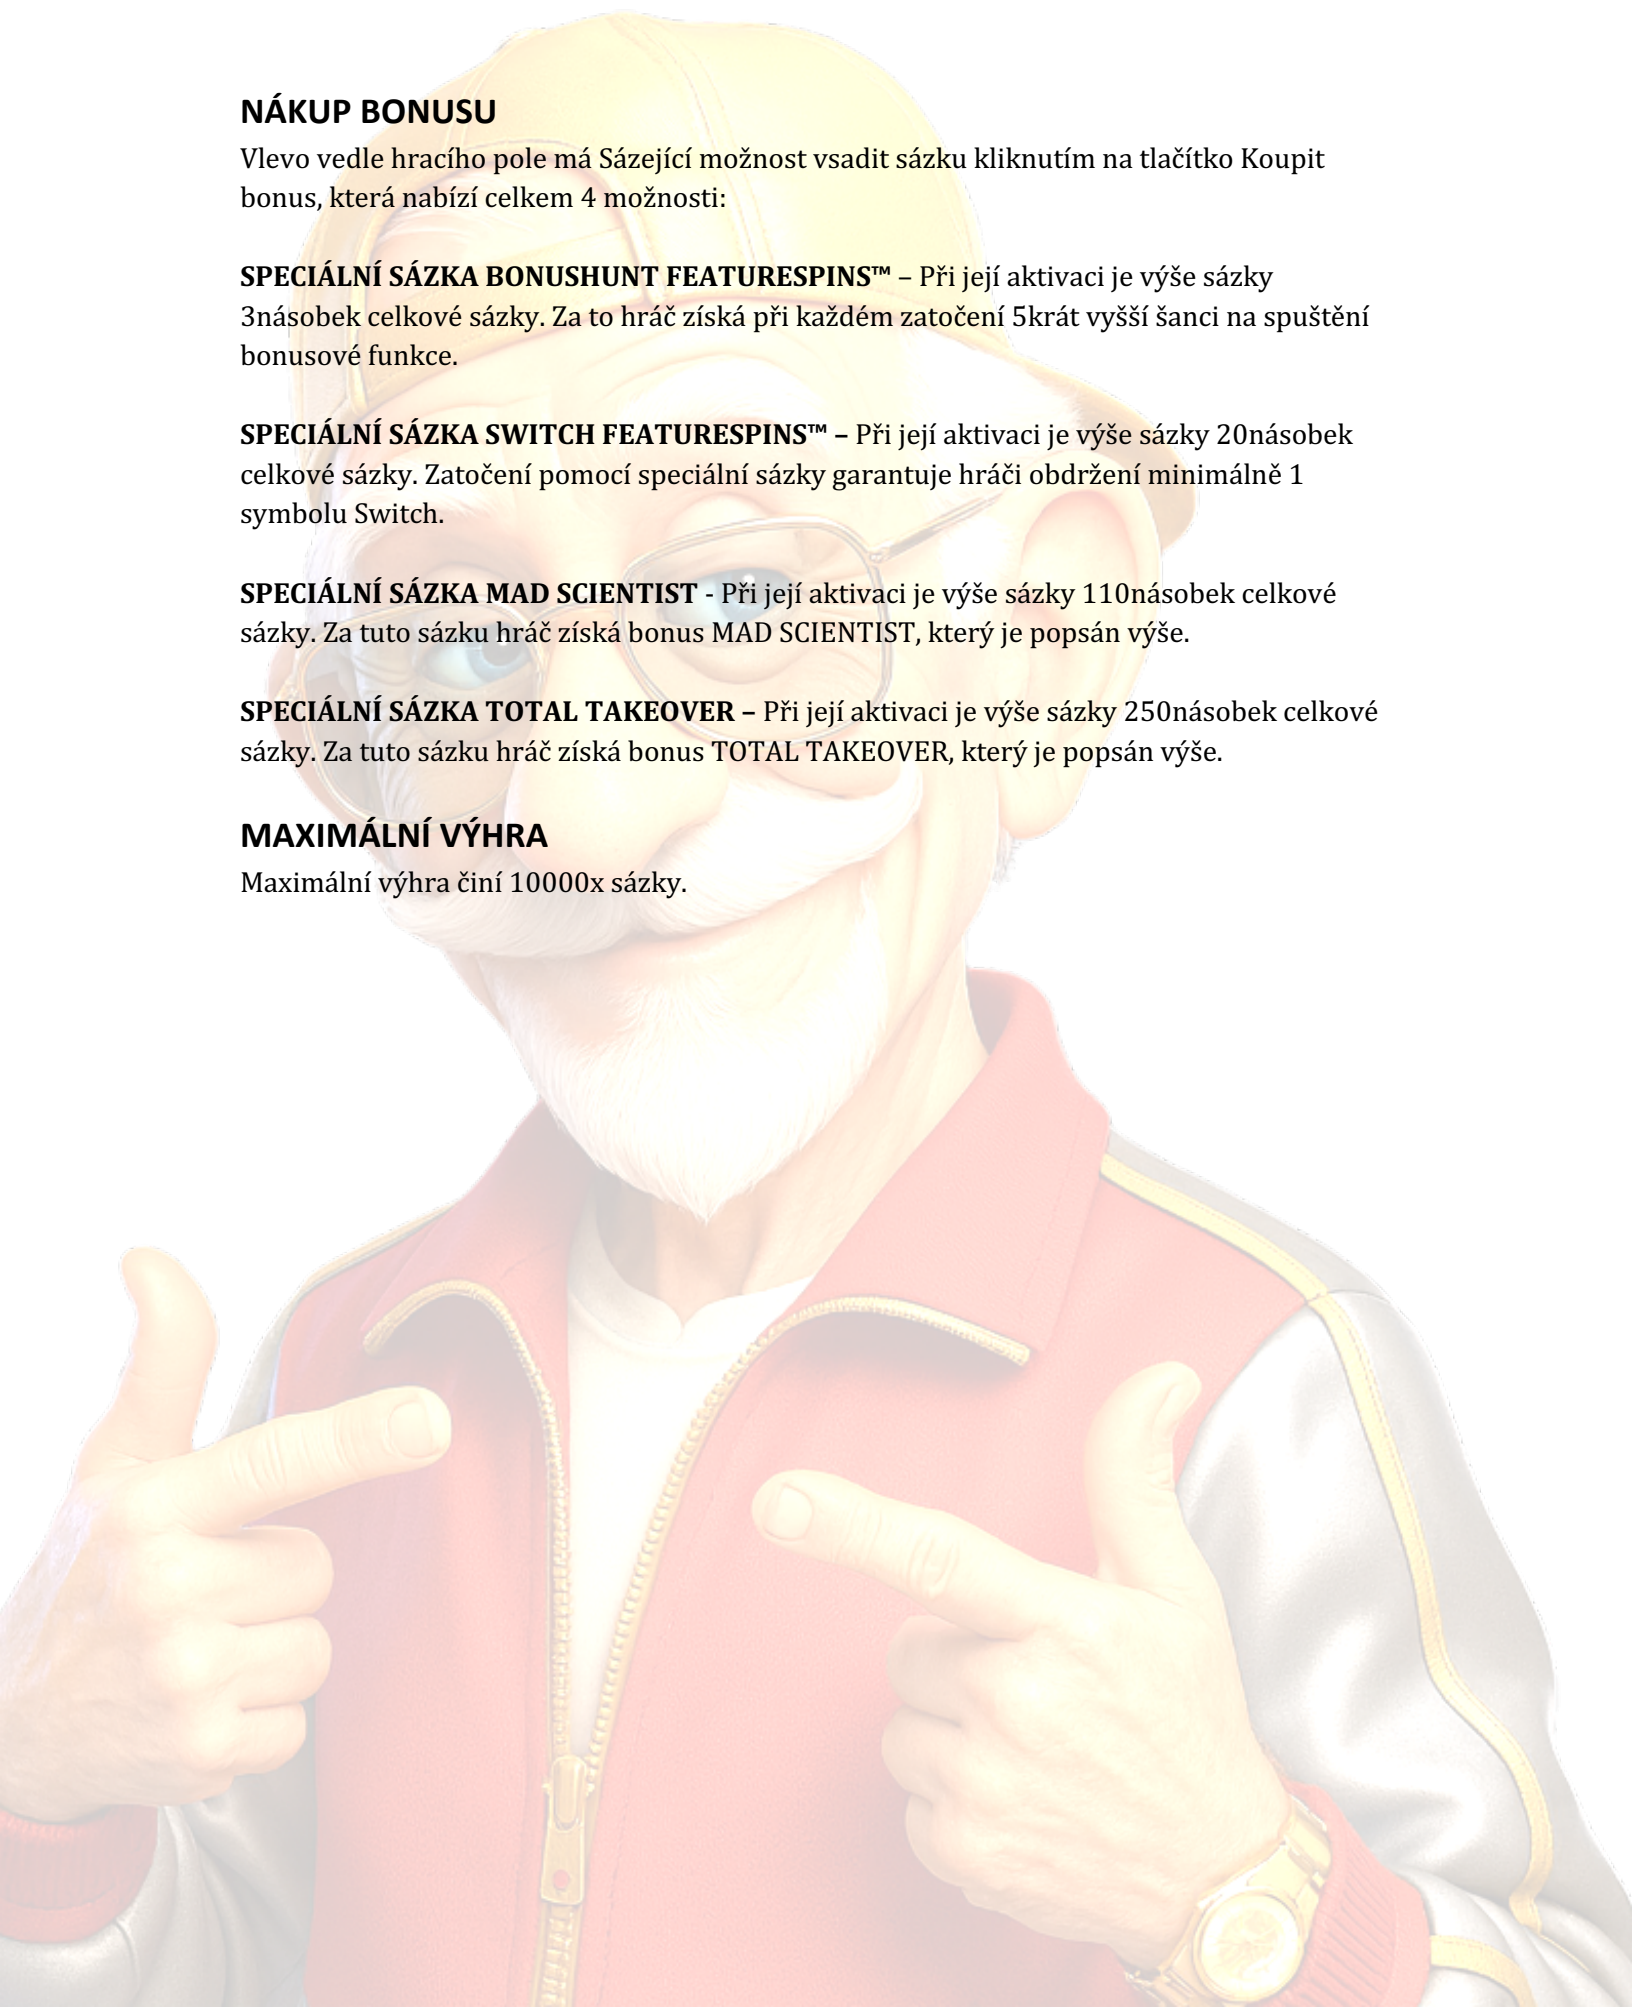 NÁKUP BONUSU
Vlevo vedle hracího pole má Sázející možnost vsadit sázku kliknutím na tlačítko Koupit
bonus, která nabízí celkem 4 možnosti:
SPECIÁLNÍ SÁZKA BONUSHUNT FEATURESPINS™ – Při její aktivaci je výše sázky
3násobek celkové sázky. Za to hráč získá při každém zatočení 5krát vyšší šanci na spuštění
bonusové funkce.
SPECIÁLNÍ SÁZKA SWITCH FEATURESPINS™ – Při její aktivaci je výše sázky 20násobek
celkové sázky. Zatočení pomocí speciální sázky garantuje hráči obdržení minimálně 1
symbolu Switch.
SPECIÁLNÍ SÁZKA MAD SCIENTIST - Při její aktivaci je výše sázky 110násobek celkové
sázky. Za tuto sázku hráč získá bonus MAD SCIENTIST, který je popsán výše.
SPECIÁLNÍ SÁZKA TOTAL TAKEOVER – Při její aktivaci je výše sázky 250násobek celkové
sázky. Za tuto sázku hráč získá bonus TOTAL TAKEOVER, který je popsán výše.
MAXIMÁLNÍ VÝHRA
Maximální výhra činí 10000x sázky.